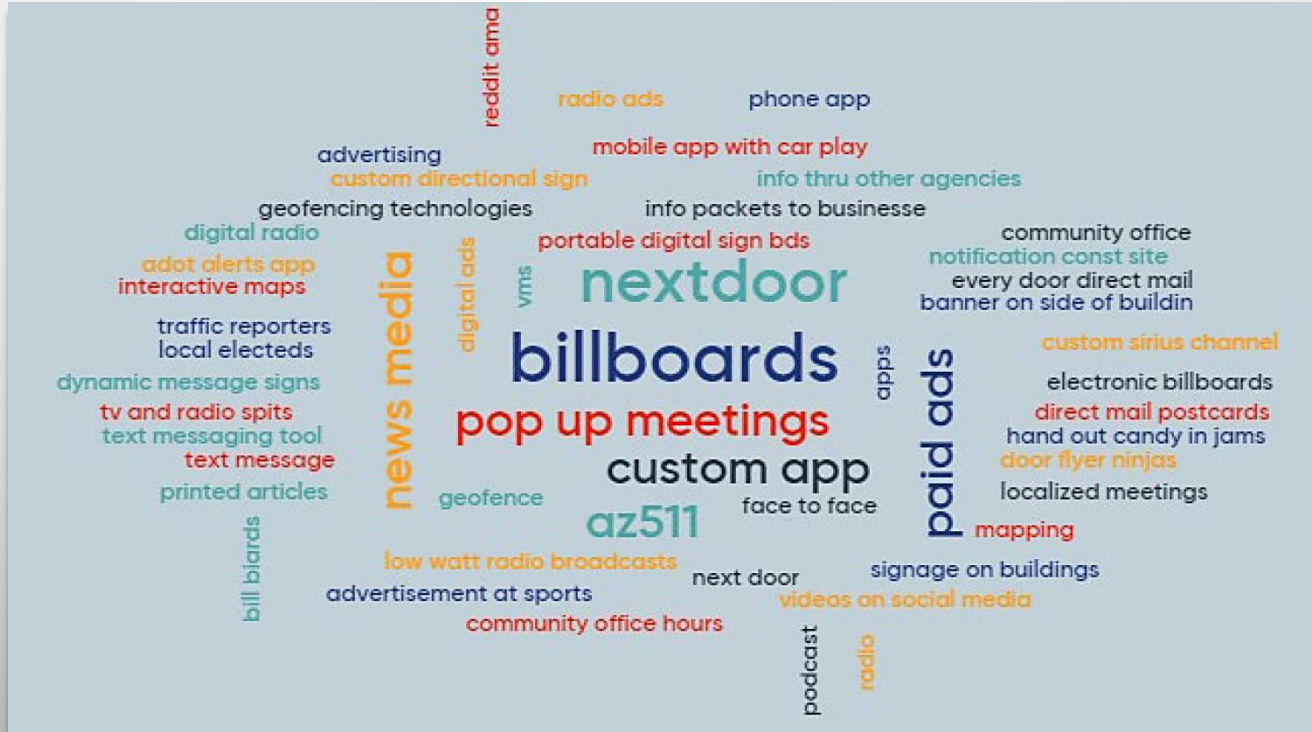 reddit ama
radio ads
phone app
mobile app with car play
advertising
custom directional sign
info thru other agencies
geofencing technologies
info packets to businesse
digital radio
portable digital sign bds
community office
adot alerts app
notification const site
interactive maps
every door direct mail
banner on side of buildin
news media
digital ads
vms
nextdoor
traffic reporters
local electeds
billboards
apps
paid ads
custom sirius channel
dynamic message signs
electronic billboards
tv and radio spits
pop up meetings
direct mail postcards
text messaging tool
hand out candy in jams
text message
custom app
door flyer ninjas
printed articles
geofence
face to face
localized meetings
az511
mapping
bill biards
low watt radio broadcasts
next door
signage on buildings
advertisement at sports
videos on social media
community office hours
podcast
radio